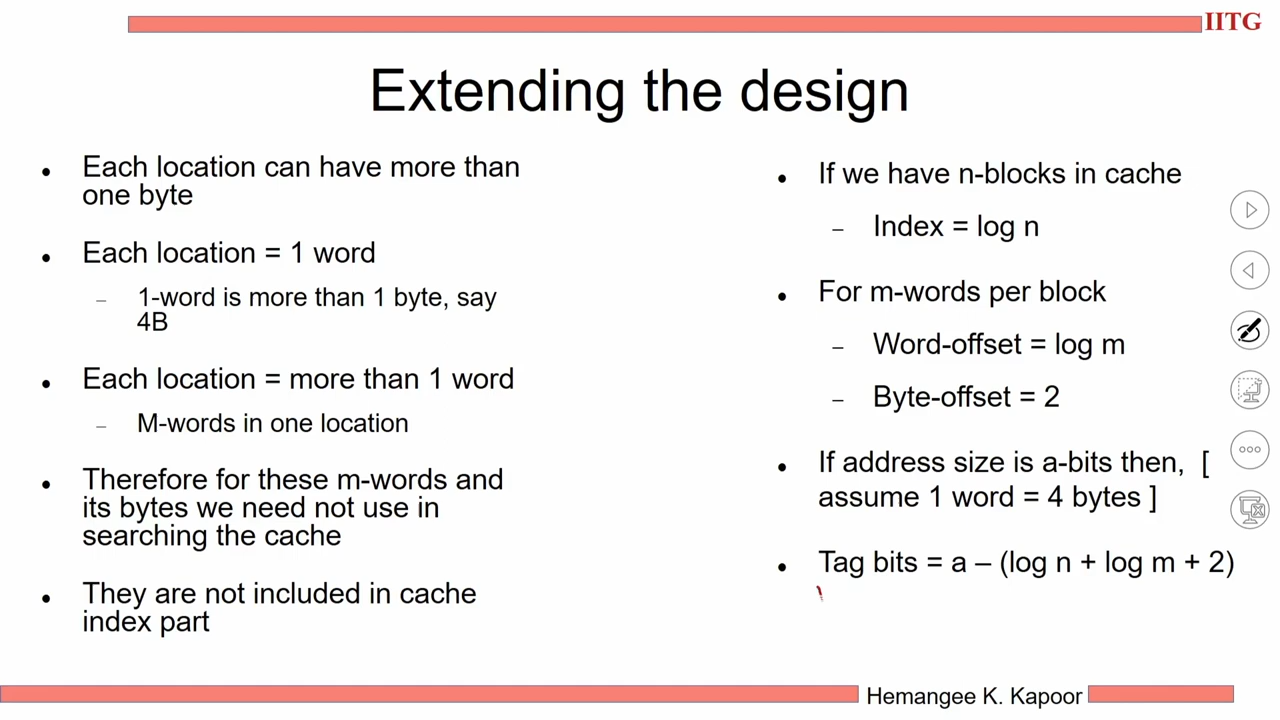 IITG
Extending the design
• Each location can have more than
one byte
• Each location = 1 word
– 1-word is more than 1 byte, say
4B
• Each location = more than 1 word
– M-words in one location
• Therefore for these m-words and
its bytes we need not use in
searching the cache
• They are not included in cache
index part
• If we have n-blocks in cache
– Index = log n
• For m-words per block
– Word-offset = log m
– Byte-offset = 2
• If address size is a-bits then, [
assume 1 word = 4 bytes ]
• Tag bits = a – (log n + log m + 2)
Hemangee K. Kapoor